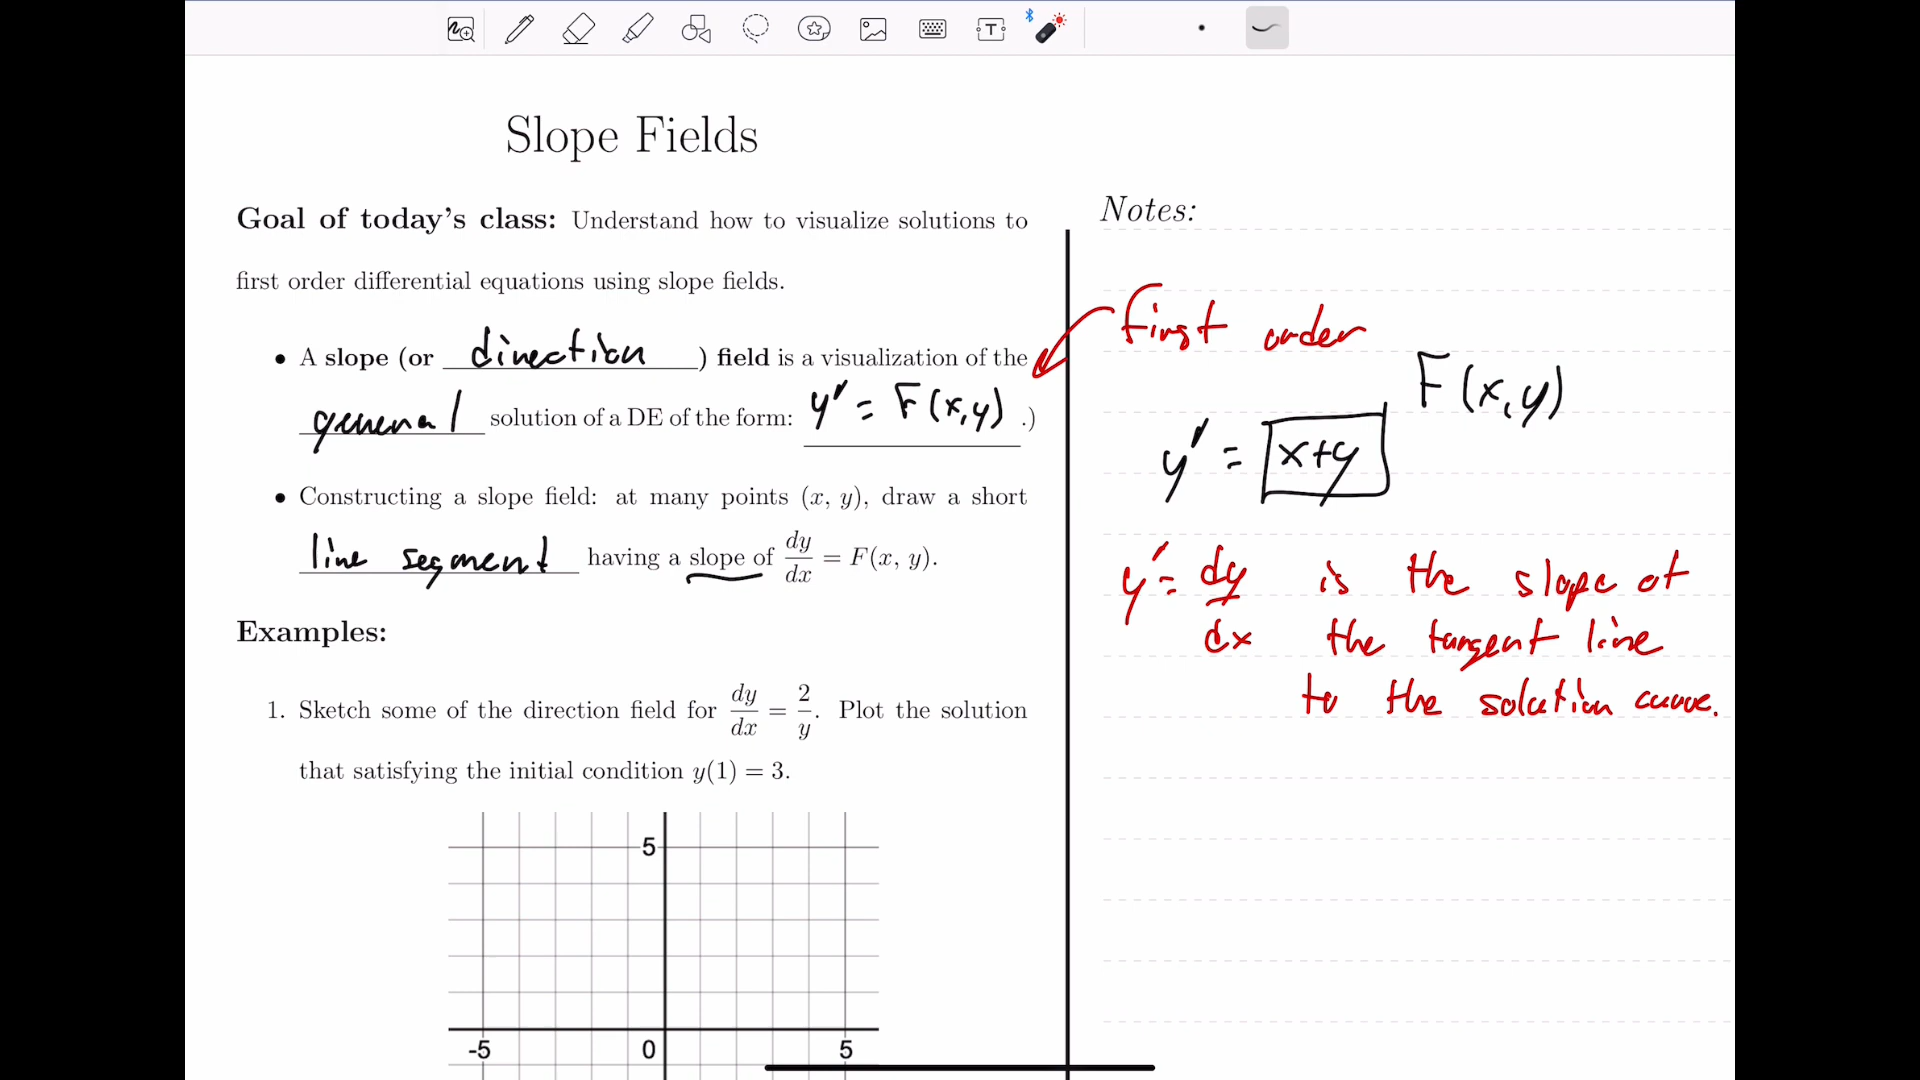 Slope Fields
Goal of today's class: Understand how to visualize solutions to
first order differential equations using slope fields.
• A slope (or direction) field is a visualization of the
general solution of a DE of the form: y' = F(x,y) .)
• Constructing a slope field: at many points (x, y), draw a short
line segment having a slope of dy/dx = F(x, y).
Examples:
1. Sketch some of the direction field for dy/dx = 2/y. Plot the solution
that satisfying the initial condition y(1) = 3.
5
-5 0 5
Notes:
first order
F(x,y)
y' = x+y
y' = dy/dx is the slope of
the tangent line
to the solution curve.